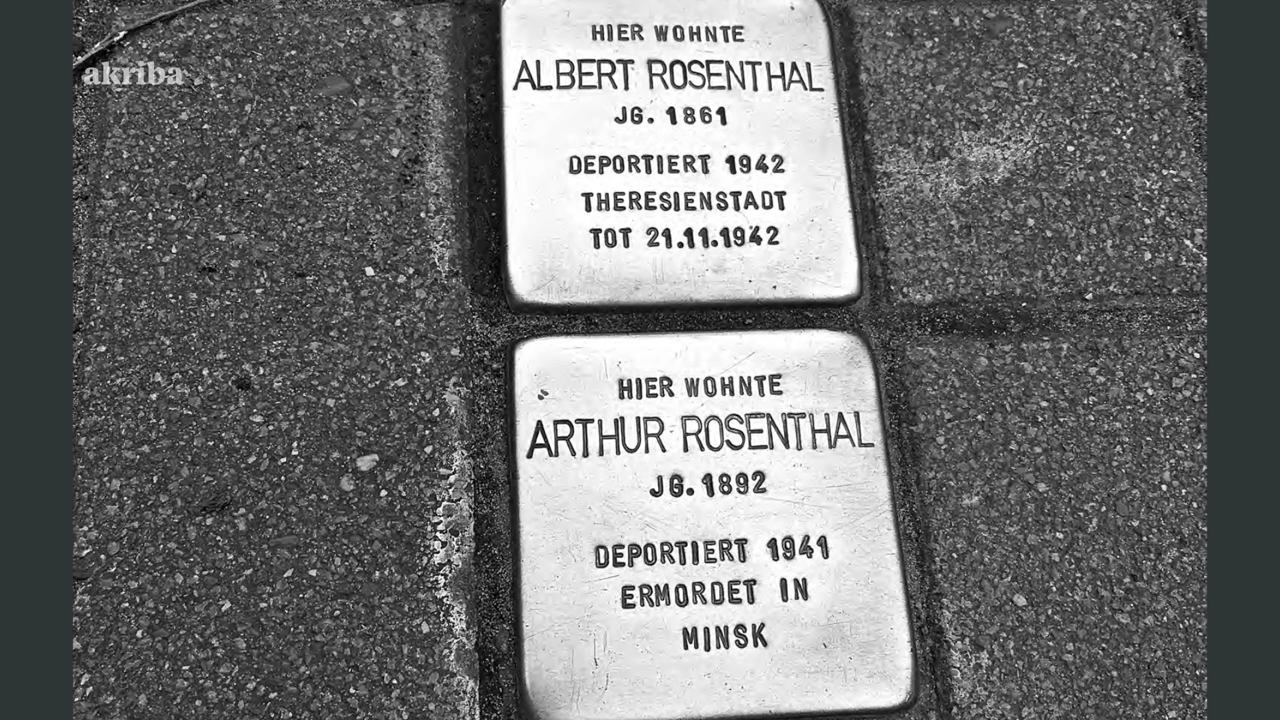 akriba
HIER WOHNTE
ALBERT ROSENTHAL
JG. 1861
DEPORTIERT 1942
THERESIENSTADT
TOT 21.11.1942
HIER WOHNTE
ARTHUR ROSENTHAL
JG. 1892
DEPORTIERT 1941
ERMORDET IN
MINSK